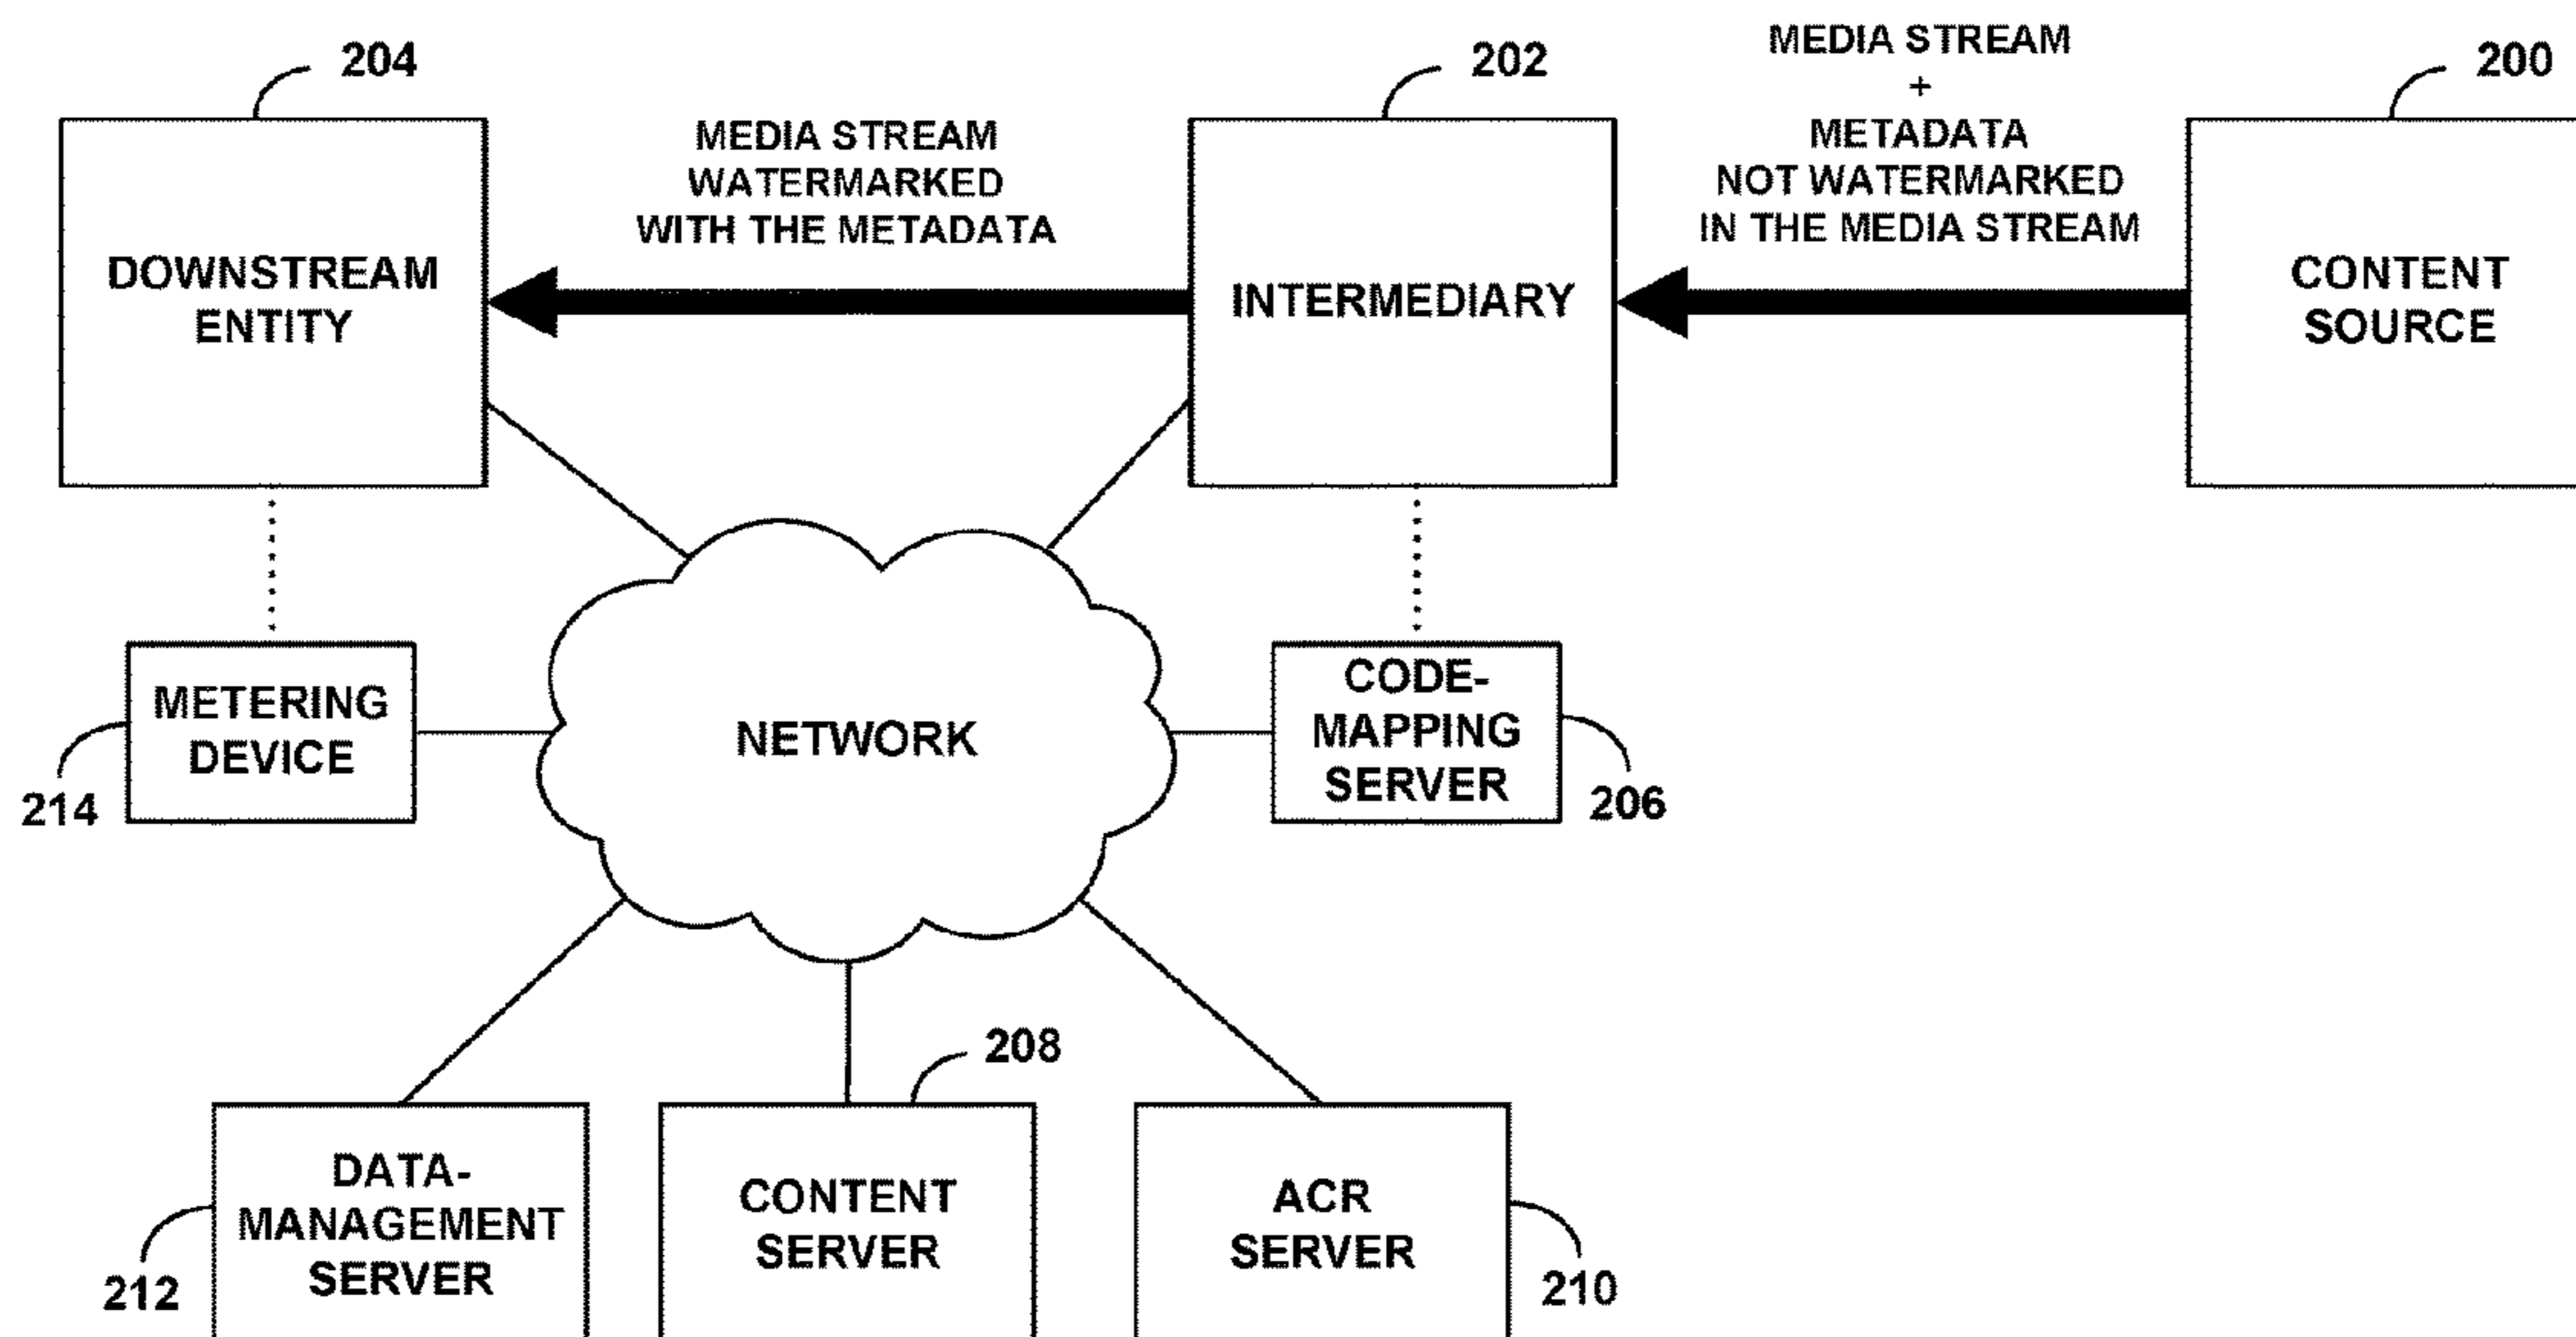 204
202
MEDIA STREAM
+
METADATA
NOT WATERMARKED
IN THE MEDIA STREAM
200
MEDIA STREAM
WATERMARKED
WITH THE METADATA
DOWNSTREAM
ENTITY
INTERMEDIARY
CONTENT
SOURCE
METERING
DEVICE
214
NETWORK
CODE-
MAPPING
SERVER
206
208
DATA-
MANAGEMENT
SERVER
212
CONTENT
SERVER
ACR
SERVER
210